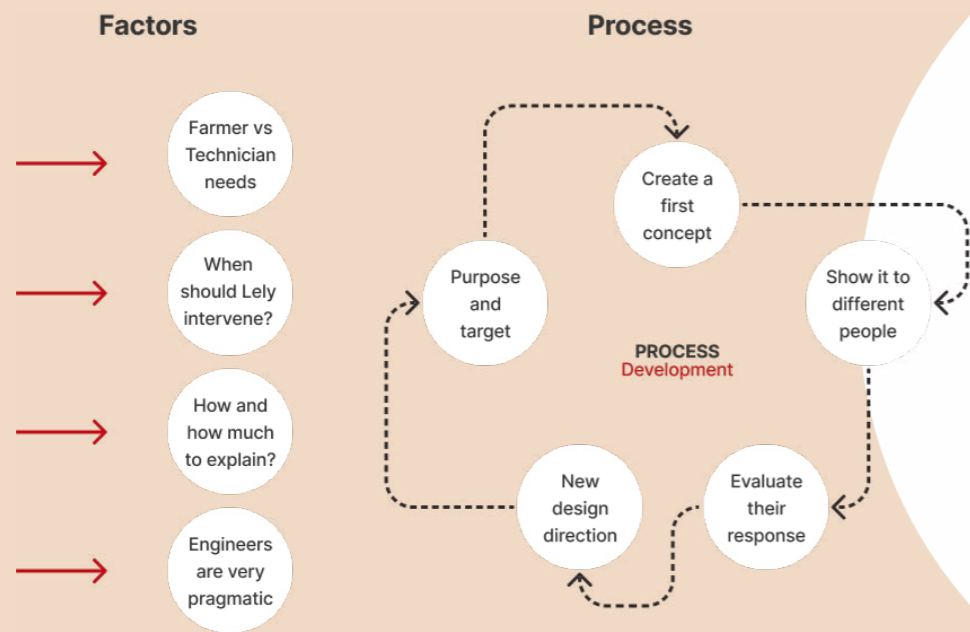 Factors
Farmer vs
Technician
needs
When
should Lely
intervene?
How and
how much
to explain?
Engineers
are very
pragmatic
Process
Create a
first
concept
Purpose
and
target
Show it to
different
people
PROCESS
Development
New
design
direction
Evaluate
their
response